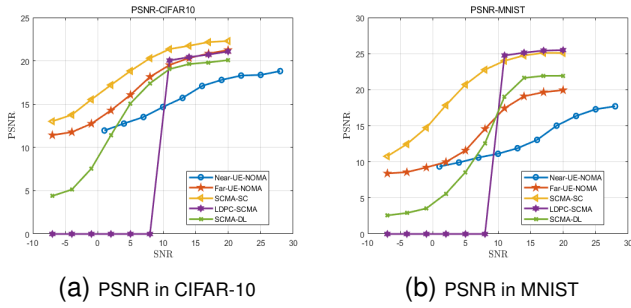 PSNR-CIFAR10
25
20
15
10
5
0
PSNR
-10 -5 0 5 10 15 20 25 30
SNR
Near-UE-NOMA
Far-UE-NOMA
SCMA-SC
LDPC-SCMA
SCMA-DL
(a) PSNR in CIFAR-10
PSNR-MNIST
30
25
20
15
10
5
0
PSNR
-10 -5 0 5 10 15 20 25 30
SNR
Near-UE-NOMA
Far-UE-NOMA
SCMA-SC
LDPC-SCMA
SCMA-DL
(b) PSNR in MNIST